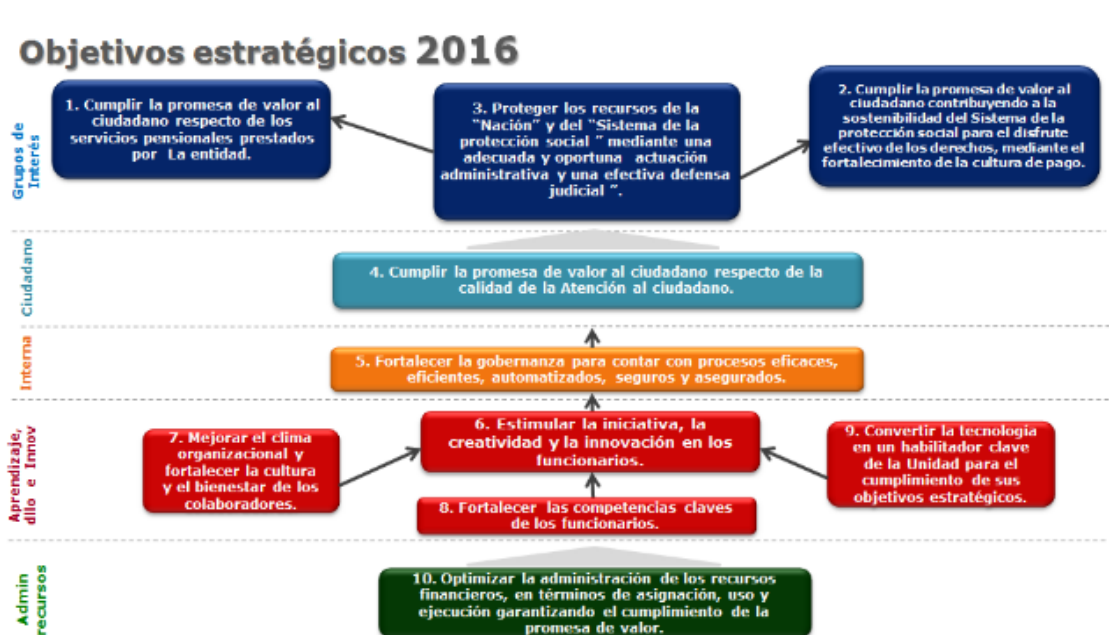 Objetivos estratégicos 2016
Grupos de
Interés
1. Cumplir la promesa de valor al
ciudadano respecto de los
servicios pensionales prestados
por La entidad.
3. Proteger los recursos de la
"Nación" y del "Sistema de la
protección social " mediante una
adecuada y oportuna actuación
administrativa y una efectiva defensa
judicial ".
2. Cumplir la promesa de valor al
ciudadano contribuyendo a la
sostenibilidad del Sistema de la
protección social para el disfrute
efectivo de los derechos, mediante el
fortalecimiento de la cultura de pago.
Ciudadano
4. Cumplir la promesa de valor al ciudadano respecto de la
calidad de la Atención al ciudadano.
Interna
5. Fortalecer la gobernanza para contar con procesos eficaces,
eficientes, automatizados, seguros y asegurados.
Aprendizaje,
dllo e Innov
7. Mejorar el clima
organizacional y
fortalecer la cultura
y el bienestar de los
colaboradores.
6. Estimular la iniciativa, la
creatividad y la innovación en los
funcionarios.
9. Convertir la tecnología
en un habilitador clave
de la Unidad para el
cumplimiento de sus
objetivos estratégicos.
8. Fortalecer las competencias claves
de los funcionarios.
Admin
recursos
10. Optimizar la administración de los recursos
financieros, en términos de asignación, uso y
ejecución garantizando el cumplimiento de la
promesa de valor.